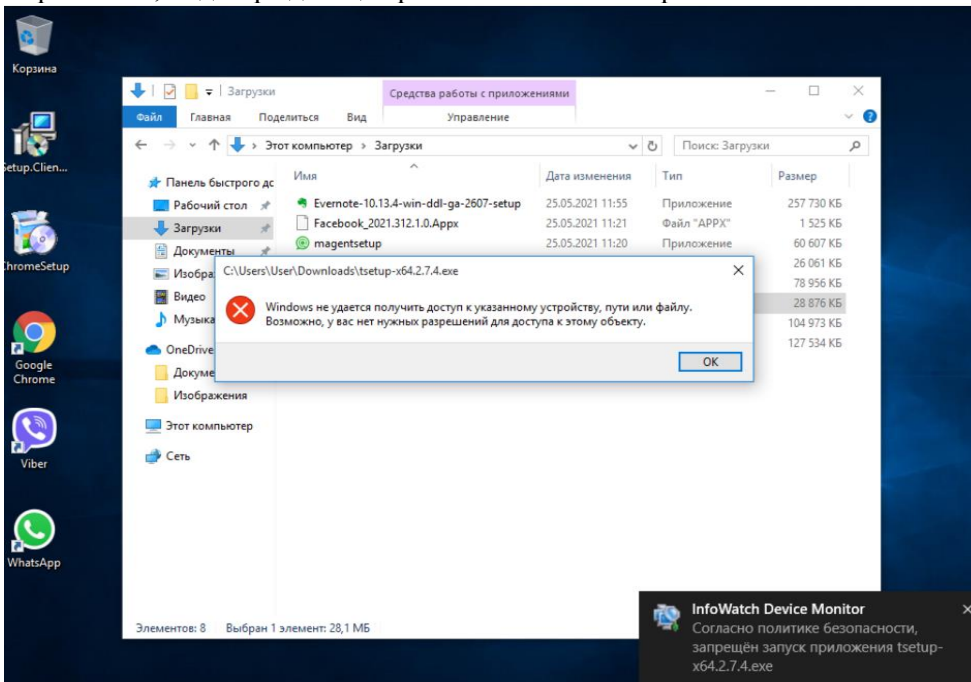 Корзина
Setup.Clien...
ChromeSetup
Google
Chrome
Viber
WhatsApp
Загрузки
Средства работы с приложениями
Файл Главная Поделиться Вид Управление
Этот компьютер > Загрузки
Поиск: Загрузки
Имя Дата изменения Тип Размер
Панель быстрого дс
Рабочий стол
Загрузки
Документы
Изобра
Видео
Музыка
OneDrive
Докуме
Изображения
Этот компьютер
Сеть
Evernote-10.13.4-win-ddl-ga-2607-setup 25.05.2021 11:55 Приложение 257 730 КБ
Facebook_2021.312.1.0.Appx 25.05.2021 11:21 Файл "APPX" 1 525 КБ
magentsetup 25.05.2021 11:20 Приложение 60 607 КБ
26 061 КБ
78 956 КБ
28 876 КБ
104 973 КБ
127 534 КБ
C:\Users\User\Downloads\tsetup-x64.2.7.4.exe
Windows не удается получить доступ к указанному устройству, пути или файлу.
Возможно, у вас нет нужных разрешений для доступа к этому объекту.
OK
Элементов: 8 Выбран 1 элемент: 28,1 МБ
InfoWatch Device Monitor
Согласно политике безопасности,
запрещён запуск приложения tsetup-
x64.2.7.4.exe